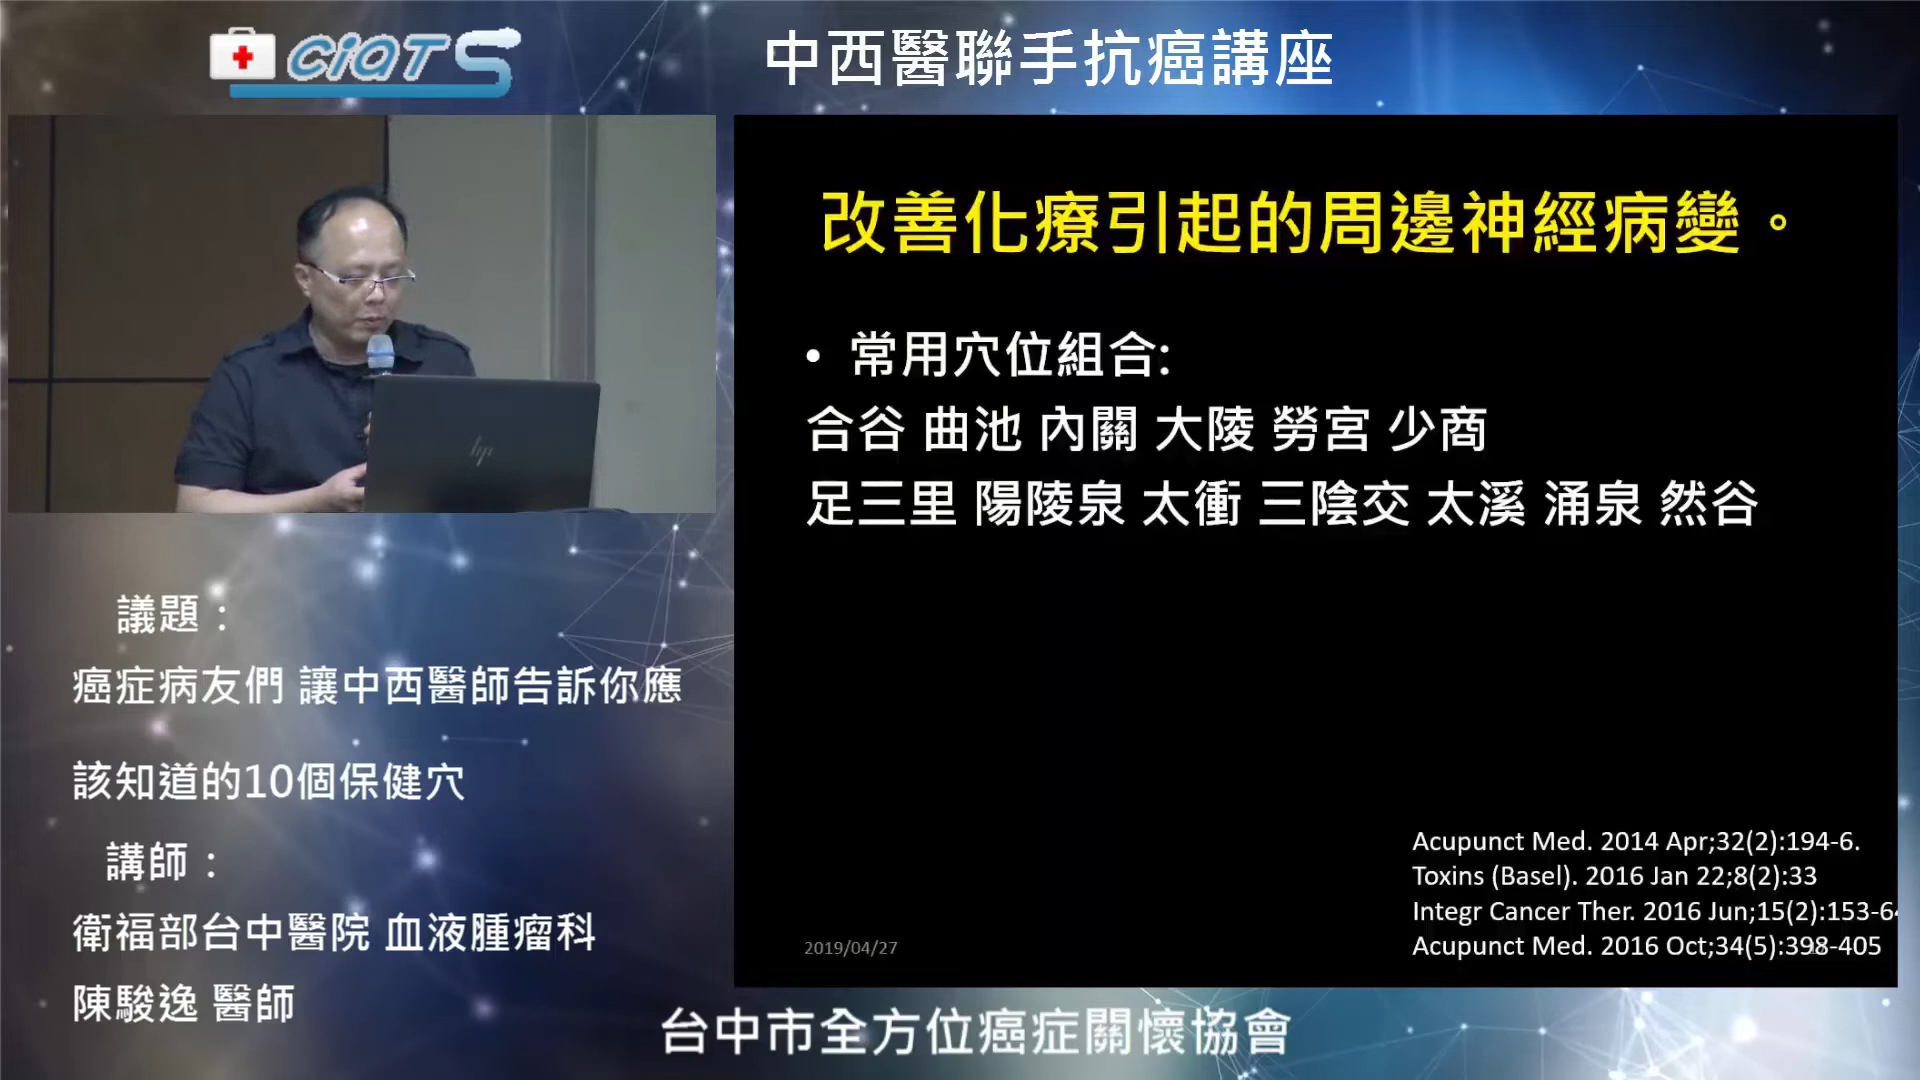 CiQTS
中西醫聯手抗癌講座
改善化療引起的周邊神經病變。
• 常用穴位組合:
合谷 曲池 內關 大陵 勞宮 少商
足三里 陽陵泉 太衝 三陰交 太溪 涌泉 然谷
Acupunct Med. 2014 Apr;32(2):194-6.
Toxins (Basel). 2016 Jan 22;8(2):33
Integr Cancer Ther. 2016 Jun;15(2):153-64
Acupunct Med. 2016 Oct;34(5):398-405
2019/04/27
hp
議題：
癌症病友們 讓中西醫師告訴你應
該知道的10個保健穴
講師：
衛福部台中醫院 血液腫瘤科
陳駿逸 醫師
台中市全方位癌症關懷協會